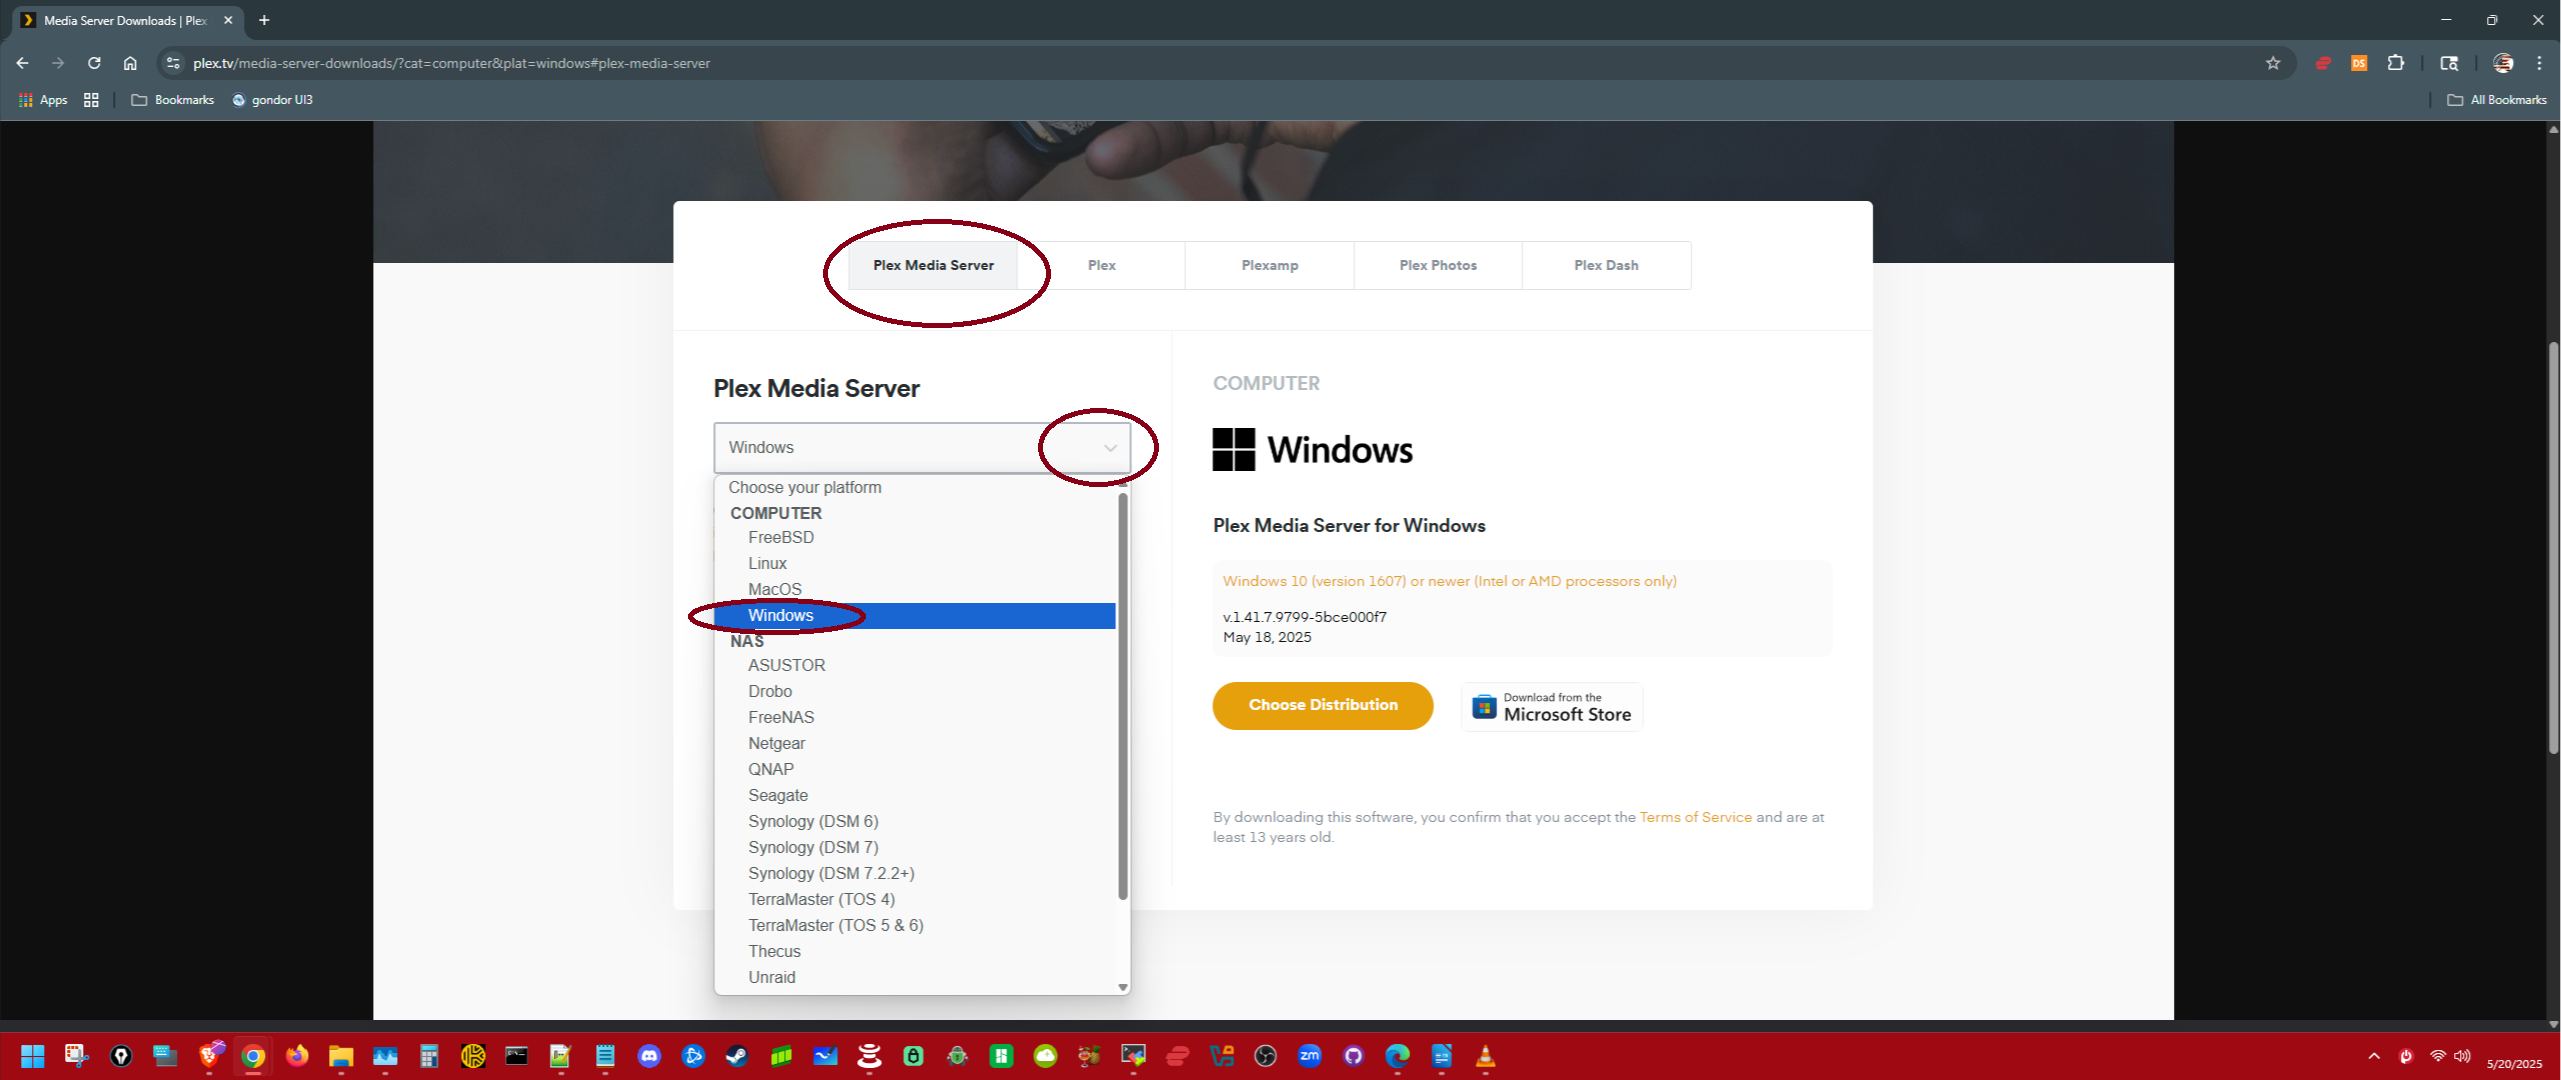 Media Server Downloads | Plex
plex.tv/media-server-downloads/?cat=computer&plat=windows#plex-media-server
DS
Apps
Bookmarks
gondor UI3
All Bookmarks
Plex Media Server
Plex
Plexamp
Plex Photos
Plex Dash
Plex Media Server
Windows
Choose your platform
COMPUTER
FreeBSD
Linux
MacOS
Windows
NAS
ASUSTOR
Drobo
FreeNAS
Netgear
QNAP
Seagate
Synology (DSM 6)
Synology (DSM 7)
Synology (DSM 7.2.2+)
TerraMaster (TOS 4)
TerraMaster (TOS 5 & 6)
Thecus
Unraid
COMPUTER
Windows
Plex Media Server for Windows
Windows 10 (version 1607) or newer (Intel or AMD processors only)
v.1.41.7.9799-5bce000f7
May 18, 2025
Choose Distribution
Download from the
Microsoft Store
By downloading this software, you confirm that you accept the Terms of Service and are at
least 13 years old.
zm
5/20/2025